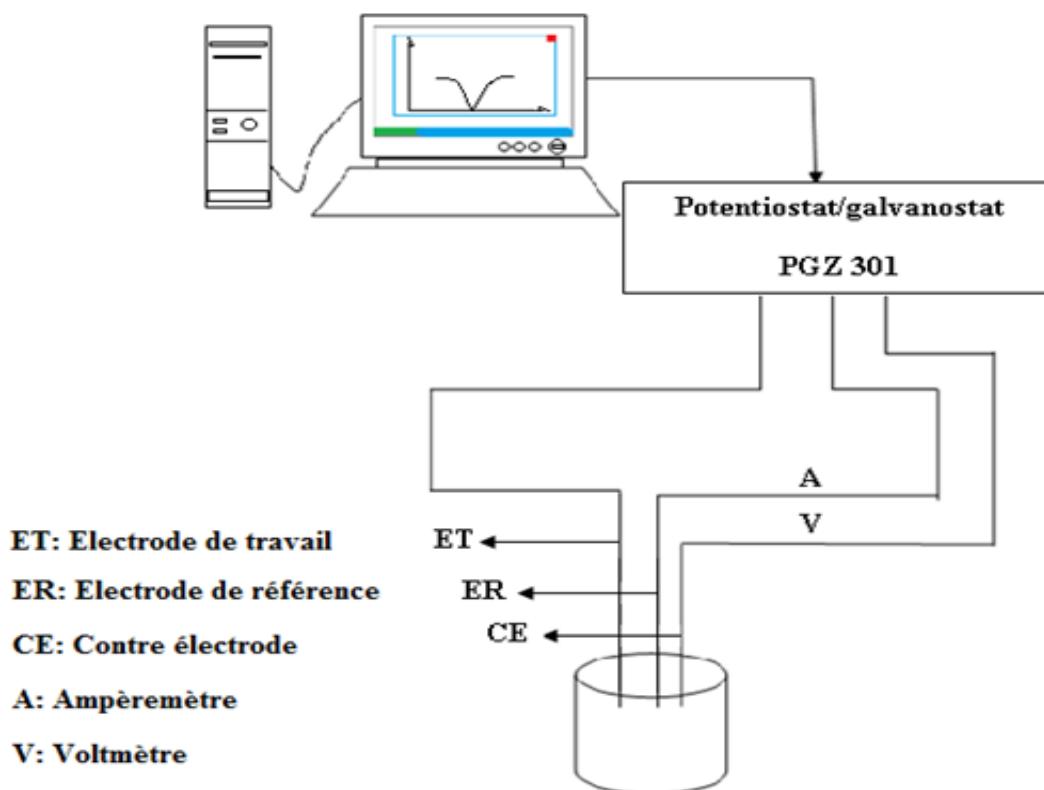 Potentiostat/galvanostat
PGZ 301
A
V
ET
ER
CE
ET: Electrode de travail
ER: Electrode de référence
CE: Contre électrode
A: Ampèremètre
V: Voltmètre